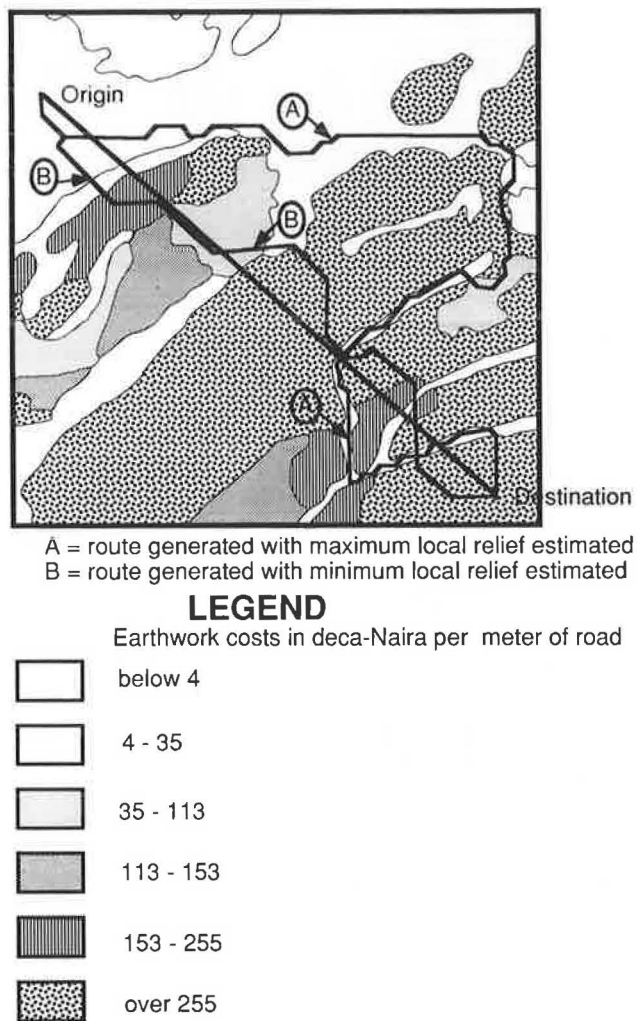 Origin
A
B
B
A
Destination
A = route generated with maximum local relief estimated
B = route generated with minimum local relief estimated
LEGEND
Earthwork costs in deca-Naira per meter of road
below 4
4 - 35
35 - 113
113 - 153
153 - 255
over 255